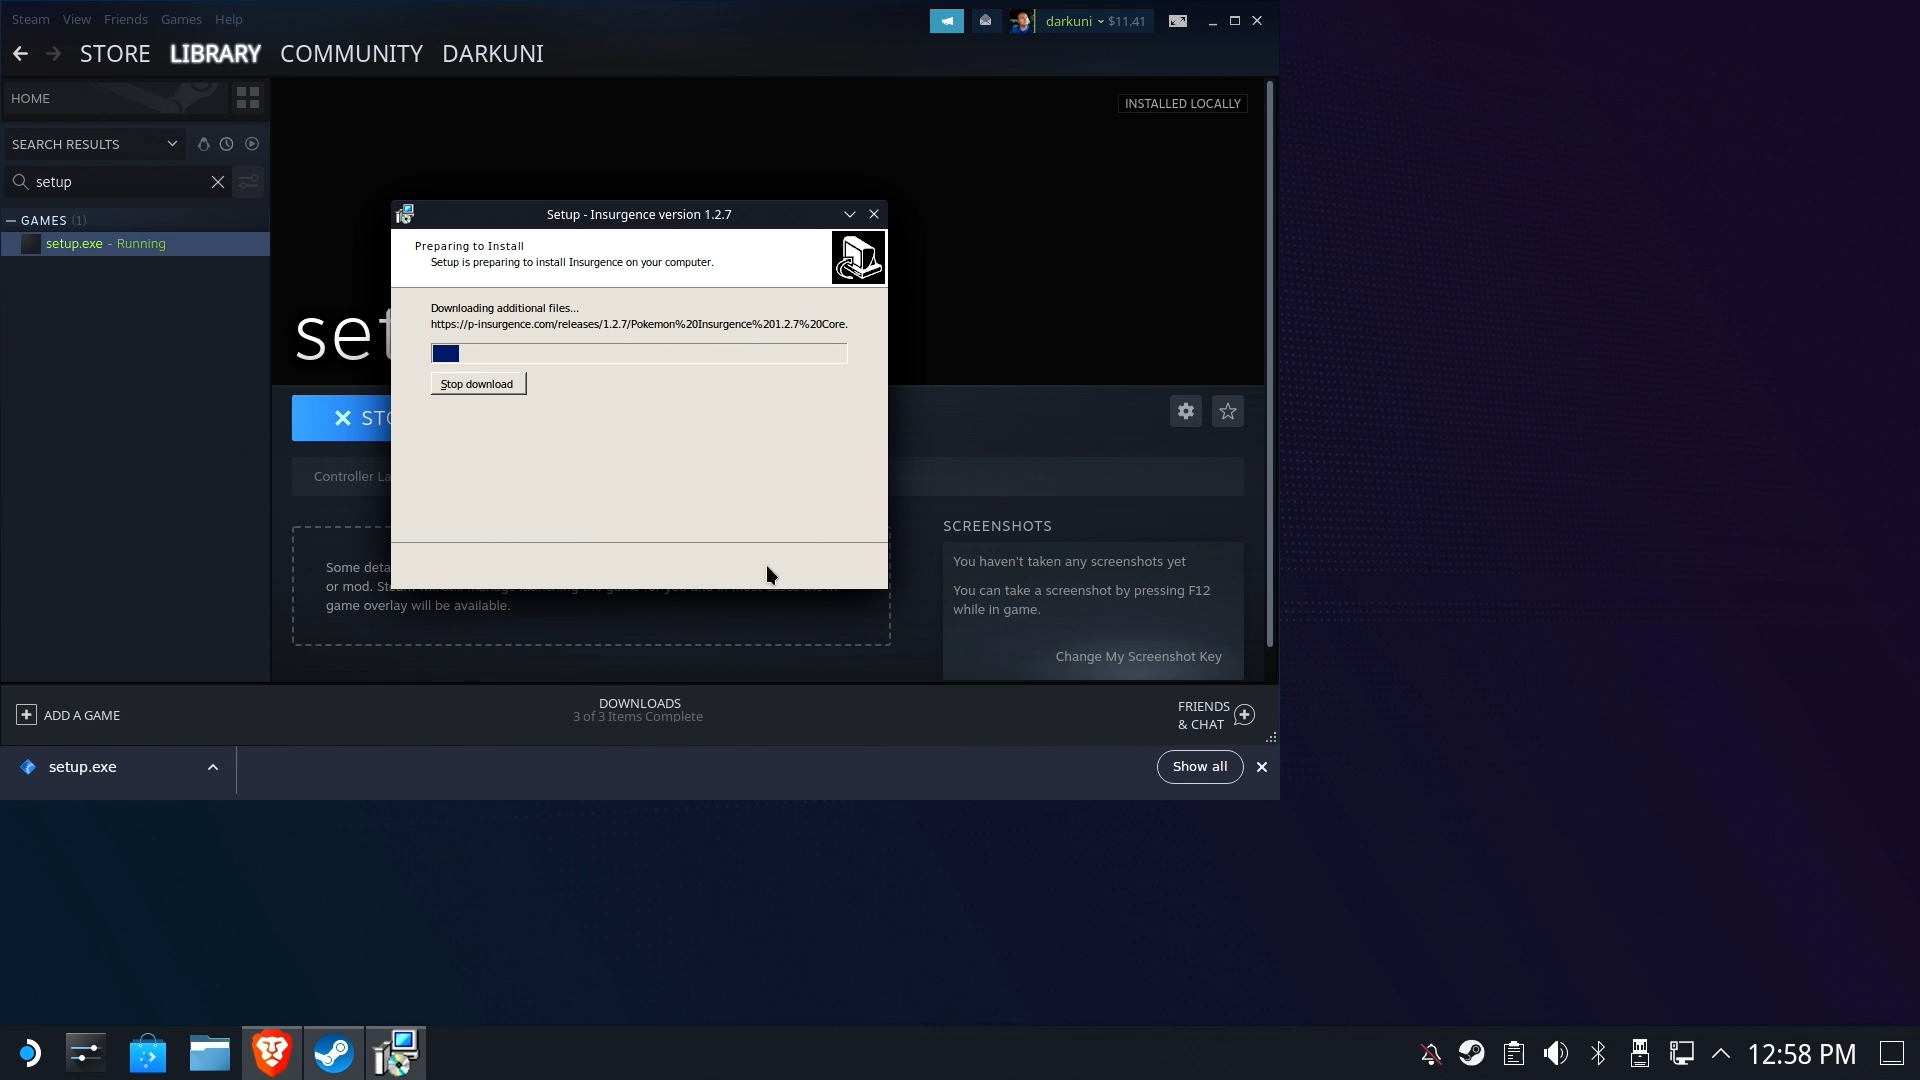 Steam View Friends Games Help
darkuni $11.41
STORE LIBRARY COMMUNITY DARKUNI
HOME
INSTALLED LOCALLY
SEARCH RESULTS
setup
GAMES (1)
setup.exe - Running
Setup - Insurgence version 1.2.7
Preparing to Install
Setup is preparing to install Insurgence on your computer.
Downloading additional files...
https://p-insurgence.com/releases/1.2.7/Pokemon%20Insurgence%201.2.7%20Core.
Stop download
set
STO
Controller La
Some deta
or mod. Ste
game overlay will be available.
SCREENSHOTS
You haven't taken any screenshots yet
You can take a screenshot by pressing F12
while in game.
Change My Screenshot Key
ADD A GAME
DOWNLOADS
3 of 3 Items Complete
FRIENDS
& CHAT
setup.exe
Show all
12:58 PM